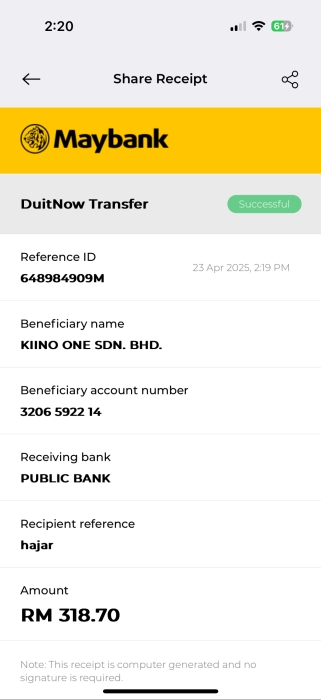 2:20
61
Share Receipt
Maybank
DuitNow Transfer
Successful
Reference ID
23 Apr 2025, 2:19 PM
648984909M
Beneficiary name
KIINO ONE SDN. BHD.
Beneficiary account number
3206 5922 14
Receiving bank
PUBLIC BANK
Recipient reference
hajar
Amount
RM 318.70
Note: This receipt is computer generated and no
signature is required.